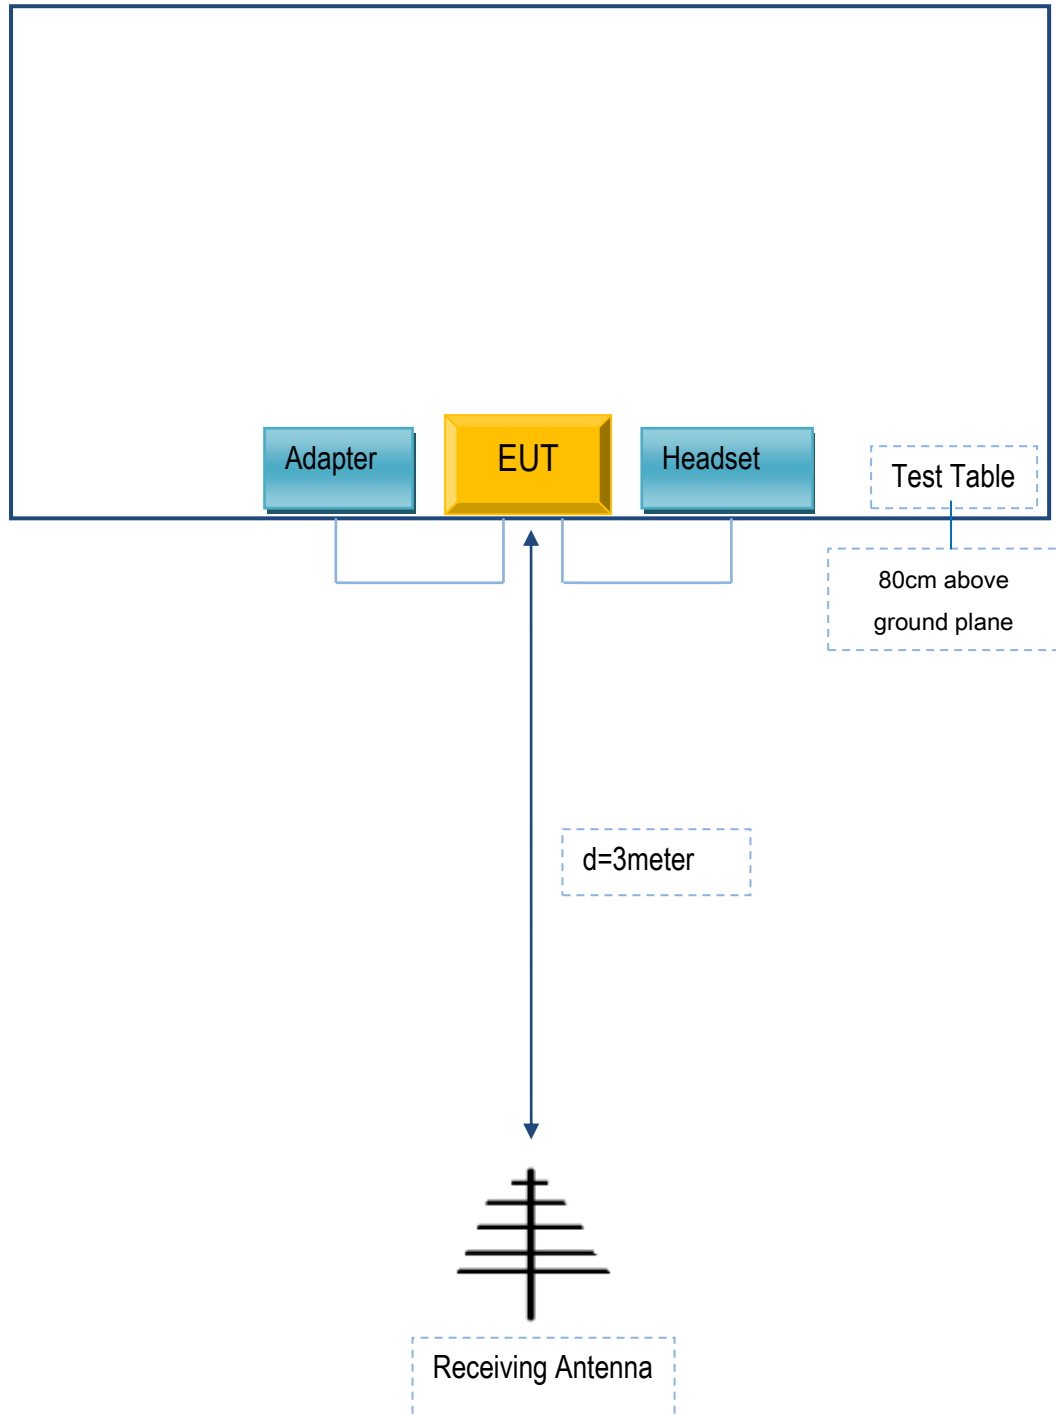 Adapter
EUT
Headset
Test Table
80cm above
ground plane
d=3meter
Receiving Antenna